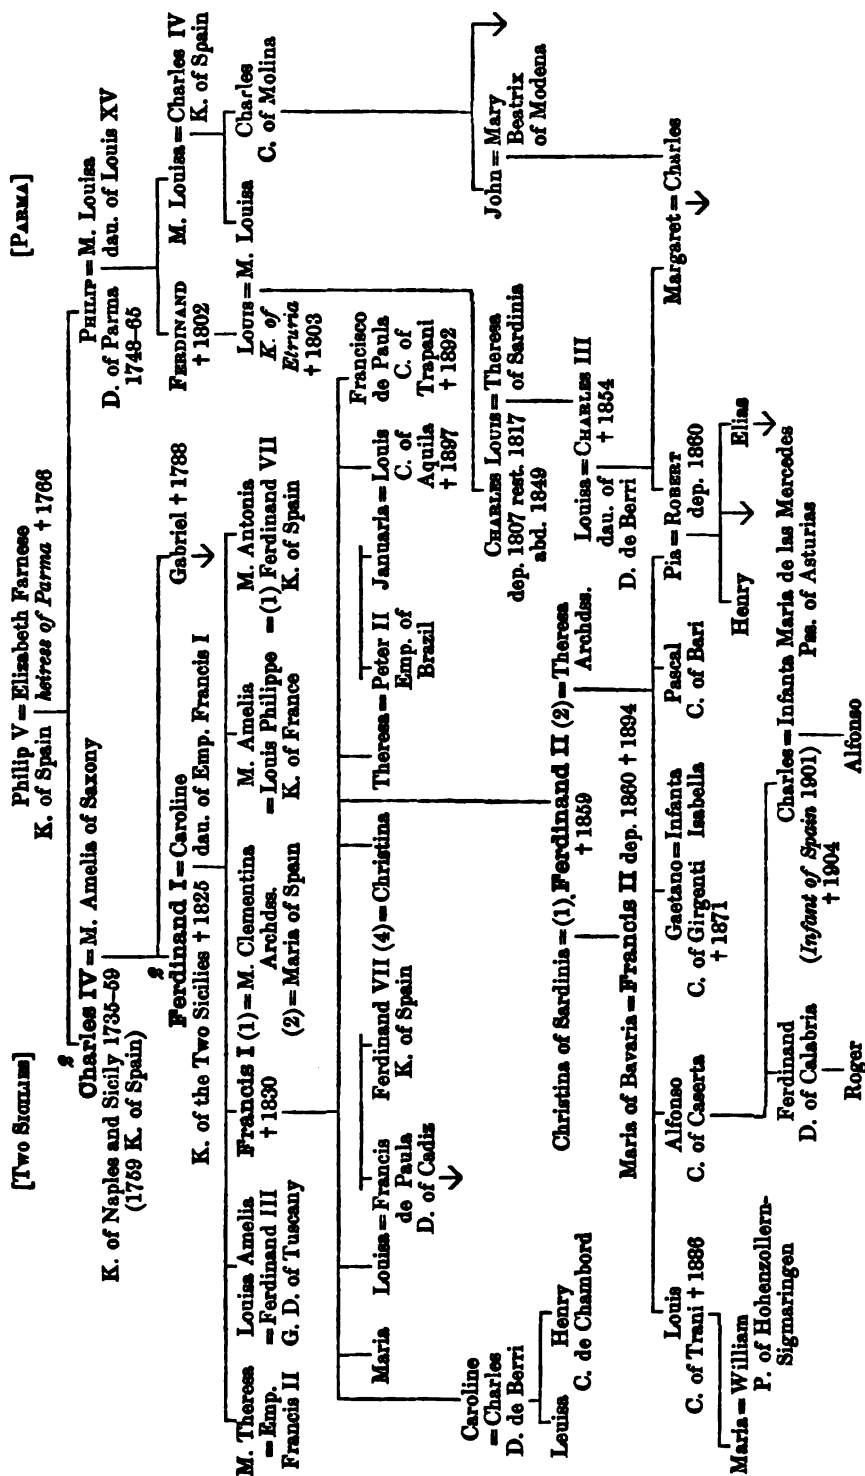 [Two Sicilies]
[Parma]
Philip V = Elizabeth Farnese
K. of Spain | heiress of Parma † 1766
2
Charles IV = M. Amelia of Saxony
K. of Naples and Sicily 1735–59
(1759 K. of Spain)
Philip = M. Louisa
D. of Parma dau. of Louis XV
1748–65
2
Ferdinand I = Caroline
K. of the Two Sicilies † 1825 | dau. of Emp. Francis I
Gabriel † 1788
Ferdinand
† 1802
M. Louisa = Charles IV
K. of Spain
M. Theresa
= Emp.
Francis II
Louisa Amelia
= Ferdinand III
G. D. of Tuscany
Francis I (1) = M. Clementina
† 1830 Archdss.
(2) = Maria of Spain
M. Amelia
= Louis Philippe
K. of France
M. Antonia
= (1) Ferdinand VII
K. of Spain
Louis = M. Louisa
K. of
Etruria
† 1803
Charles
C. of Molina
Maria
Louisa = Francis
de Paula
D. of Cadiz
Ferdinand VII (4) = Christina
K. of Spain
Theresa = Peter II
Emp. of
Brazil
Januaria = Louis
C. of
Aquila
† 1897
Francisco
de Paula
C. of
Trapani
† 1892
Caroline
= Charles
D. de Berri
Charles Louis = Theresa
dep. 1807 rest. 1817 of Sardinia
abd. 1849
John = Mary
Beatrix
of Modena
Louisa Henry
C. de Chambord
Christina of Sardinia = (1). Ferdinand II (2) = Theresa
† 1859 Archdss.
Louisa = Charles III
dau. of † 1854
D. de Berri
Maria of Bavaria = Francis II dep. 1860 † 1894
Louis
C. of Trani † 1886
Alfonso
C. of Caserta
Gaetano = Infanta
C. of Girgenti Isabella
† 1871
Pascal
C. of Bari
Pia = Robert
dep. 1860
Margaret = Charles
Maria = William
P. of Hohenzollern-
Sigmaringen
Henry Elias
Ferdinand
D. of Calabria
Charles = Infanta Maria de las Mercedes
(Infant of Spain 1901) Pss. of Asturias
† 1904
Roger
Alfonso